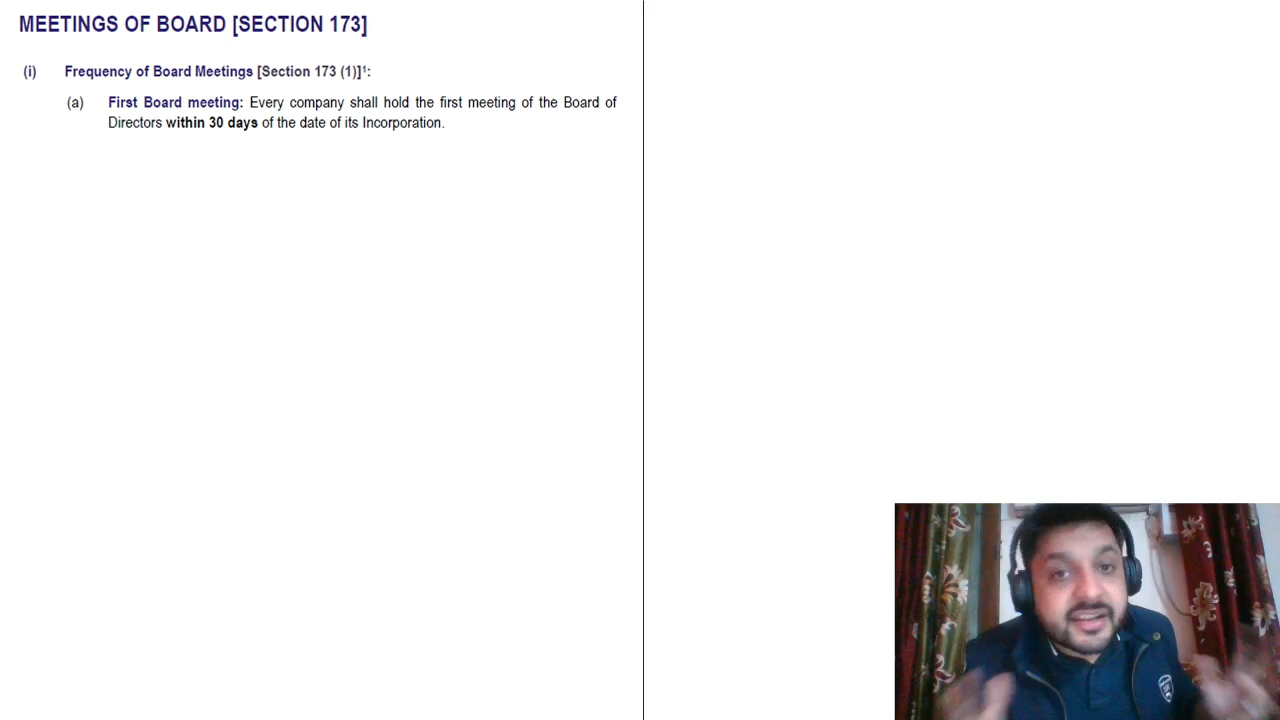 MEETINGS OF BOARD [SECTION 173]
(i) Frequency of Board Meetings [Section 173 (1)]¹:
(a) First Board meeting: Every company shall hold the first meeting of the Board of
Directors within 30 days of the date of its Incorporation.